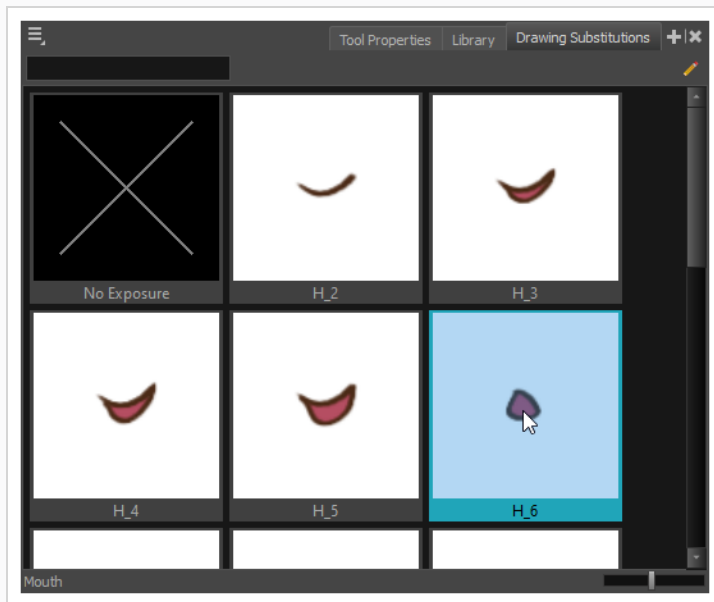 Tool Properties Library Drawing Substitutions
No Exposure H_2 H_3
H_4 H_5 H_6
Mouth